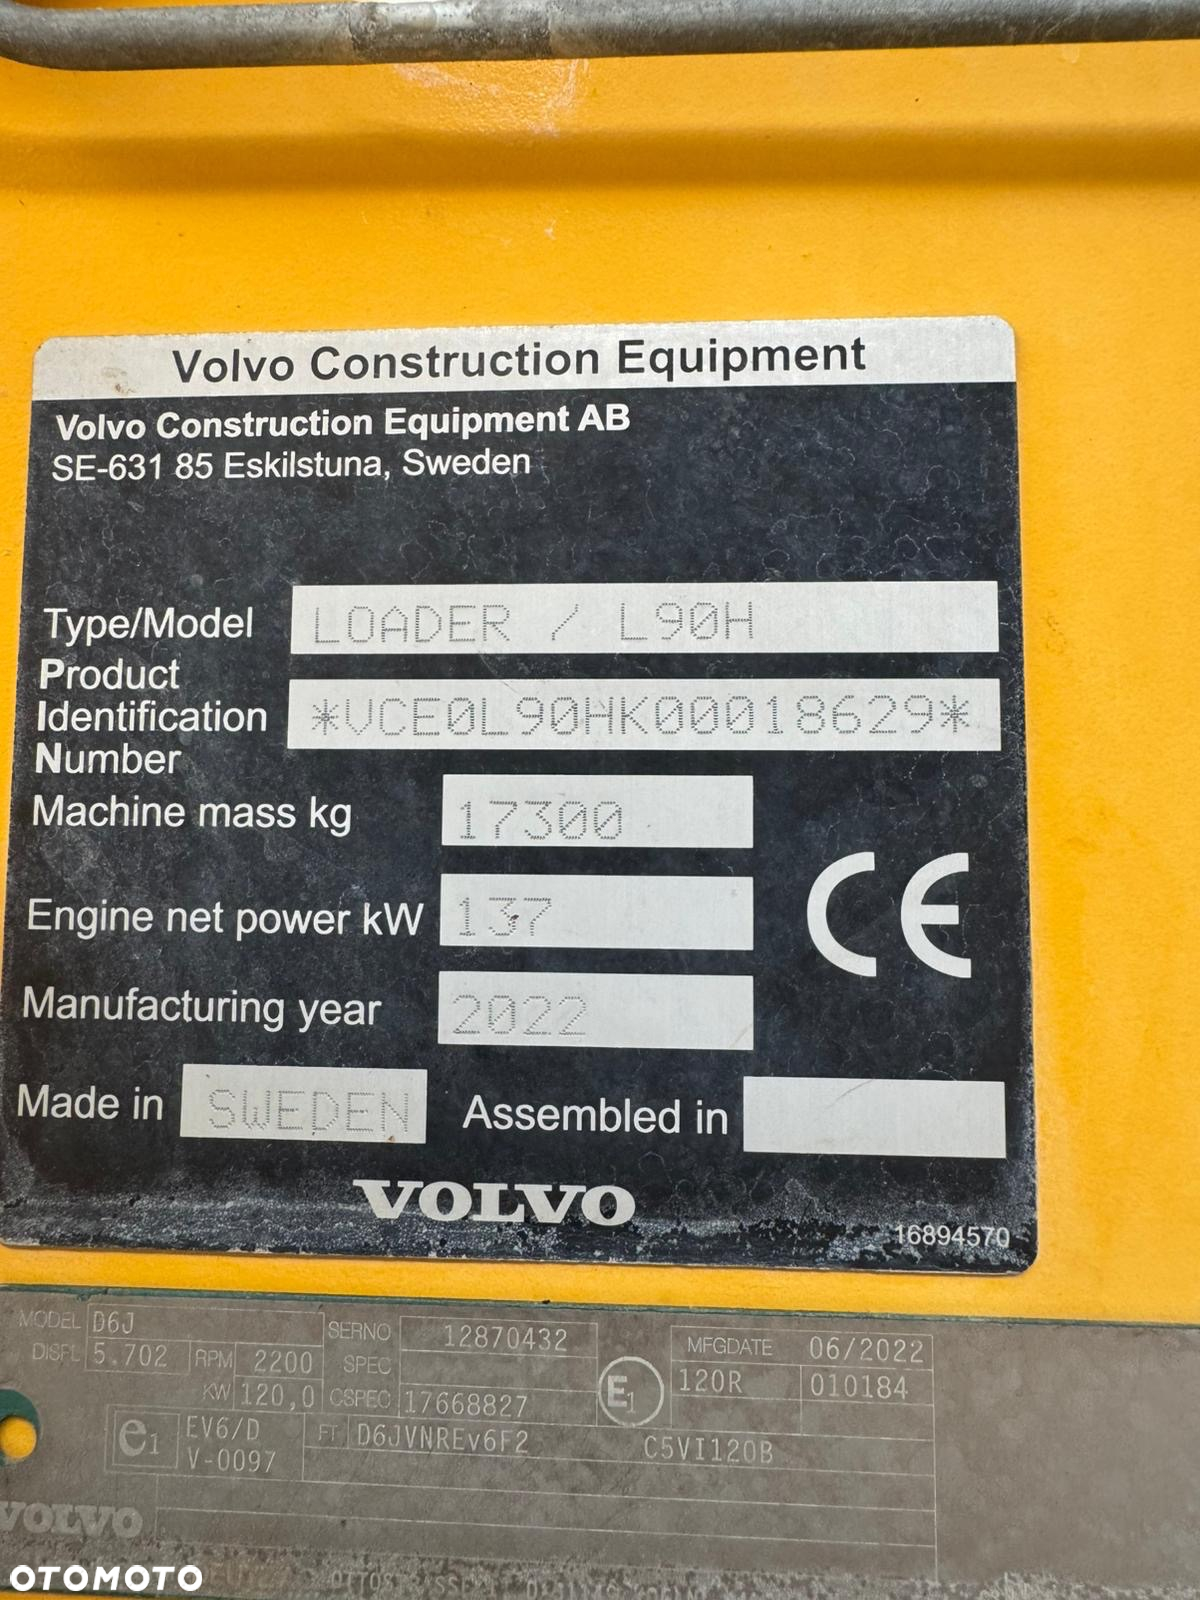 Volvo Construction Equipment
Volvo Construction Equipment AB
SE-631 85 Eskilstuna, Sweden
Type/Model LOADER / L90H
Product
Identification *VCE0L90HK00018629*
Number
Machine mass kg 17300
Engine net power kW 137
CE
Manufacturing year 2022
Made in SWEDEN Assembled in
VOLVO
16894570
MODEL D6J SERNO 12870432 MFGDATE 06/2022
DISPL 5.702 RPM 2200 SPEC 120R 010184
KW 120,0 CSPEC 17668827 E1
e1 EV6/D FT D6JVNREv6F2 C5VI120B
V-0097
VOLVO
OTOMOTO